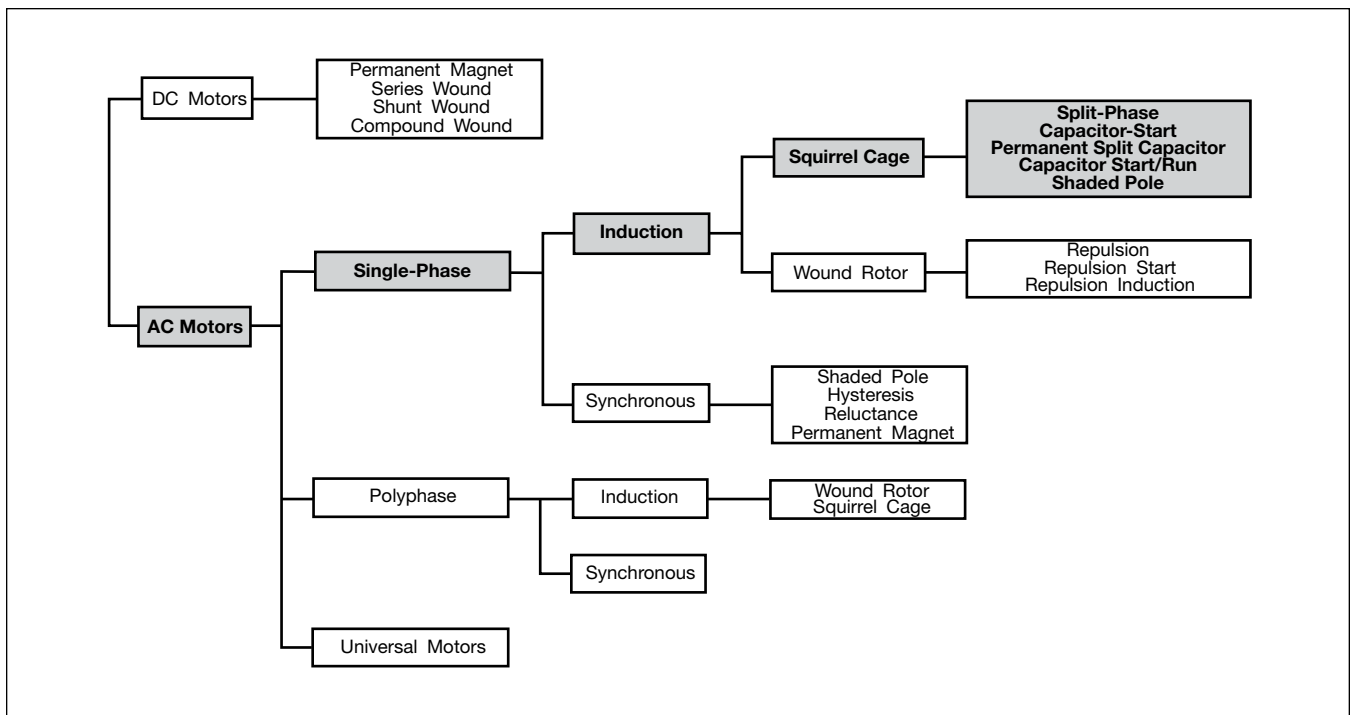 DC Motors
Permanent Magnet
Series Wound
Shunt Wound
Compound Wound
AC Motors
Single-Phase
Induction
Squirrel Cage
Split-Phase
Capacitor-Start
Permanent Split Capacitor
Capacitor Start/Run
Shaded Pole
Wound Rotor
Repulsion
Repulsion Start
Repulsion Induction
Synchronous
Shaded Pole
Hysteresis
Reluctance
Permanent Magnet
Polyphase
Induction
Wound Rotor
Squirrel Cage
Synchronous
Universal Motors